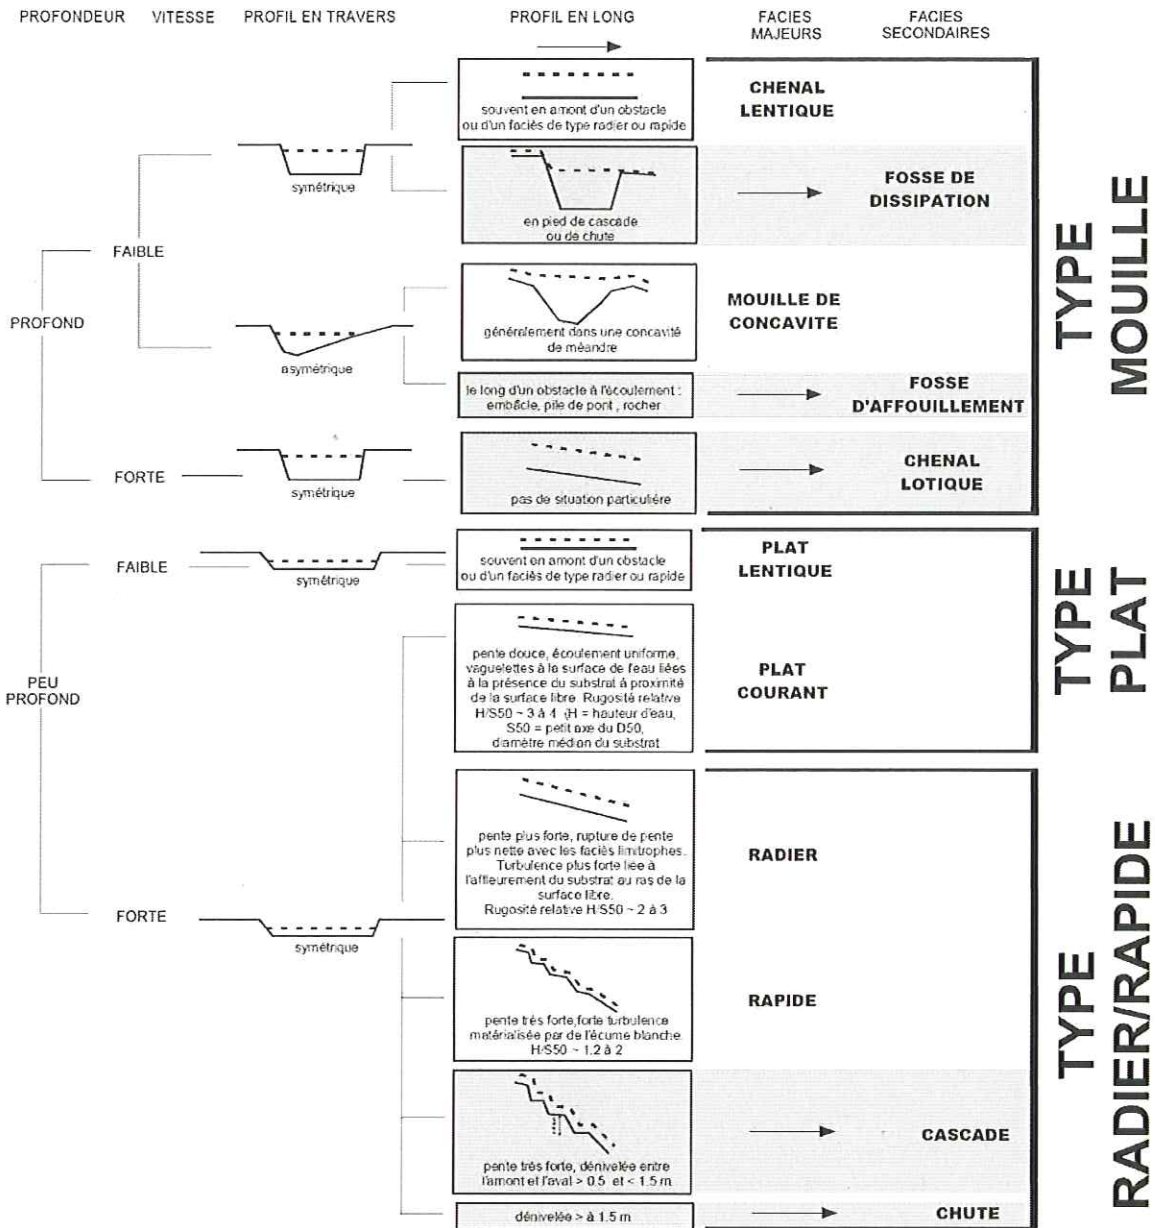 PROFONDEUR VITESSE PROFIL EN TRAVERS PROFIL EN LONG FACIES MAJEURS FACIES SECONDAIRES
souvent en amont d'un obstacle
ou d'un faciès de type radier ou rapide
CHENAL
LENTIQUE
symétrique
en pied de cascade
ou de chute
FOSSE DE
DISSIPATION
FAIBLE
PROFOND
généralement dans une concavité
de méandre
MOUILLE DE
CONCAVITE
asymétrique
le long d'un obstacle à l'écoulement :
embâcle, pile de pont , rocher
FOSSE
D'AFFOUILLEMENT
FORTE
symétrique
pas de situation particulière
CHENAL
LOTIQUE
TYPE
MOUILLE
FAIBLE
symétrique
souvent en amont d'un obstacle
ou d'un faciès de type radier ou rapide
PLAT
LENTIQUE
PEU
PROFOND
pente douce, écoulement uniforme,
vaguelettes à la surface de l'eau liées
à la présence du substrat à proximité
de la surface libre. Rugosité relative
H/S50 ~ 3 à 4 (H = hauteur d'eau,
S50 = petit axe du D50,
diamètre médian du substrat
PLAT
COURANT
TYPE
PLAT
pente plus forte, rupture de pente
plus nette avec les faciès limitrophes.
Turbulence plus forte liée à
l'affleurement du substrat au ras de la
surface libre.
Rugosité relative H/S50 ~ 2 à 3
RADIER
FORTE
symétrique
pente très forte,forte turbulence
matérialisée par de l'écume blanche.
H/S50 ~ 1.2 à 2
RAPIDE
pente très forte, dénivelée entre
l'amont et l'aval > 0.5 et < 1.5 m
CASCADE
dénivelée > à 1.5 m
CHUTE
TYPE
RADIER/RAPIDE